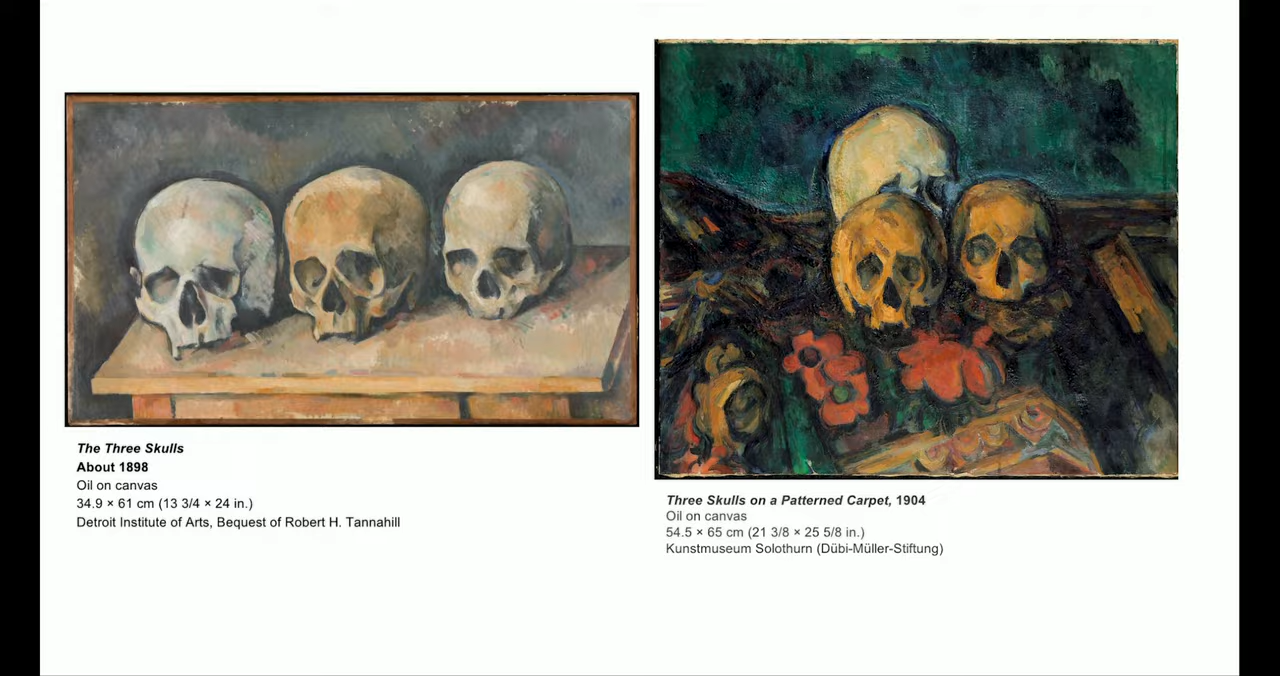 The Three Skulls
About 1898
Oil on canvas
34.9 × 61 cm (13 3/4 × 24 in.)
Detroit Institute of Arts, Bequest of Robert H. Tannahill
Three Skulls on a Patterned Carpet, 1904
Oil on canvas
54.5 × 65 cm (21 3/8 × 25 5/8 in.)
Kunstmuseum Solothurn (Dübi-Müller-Stiftung)